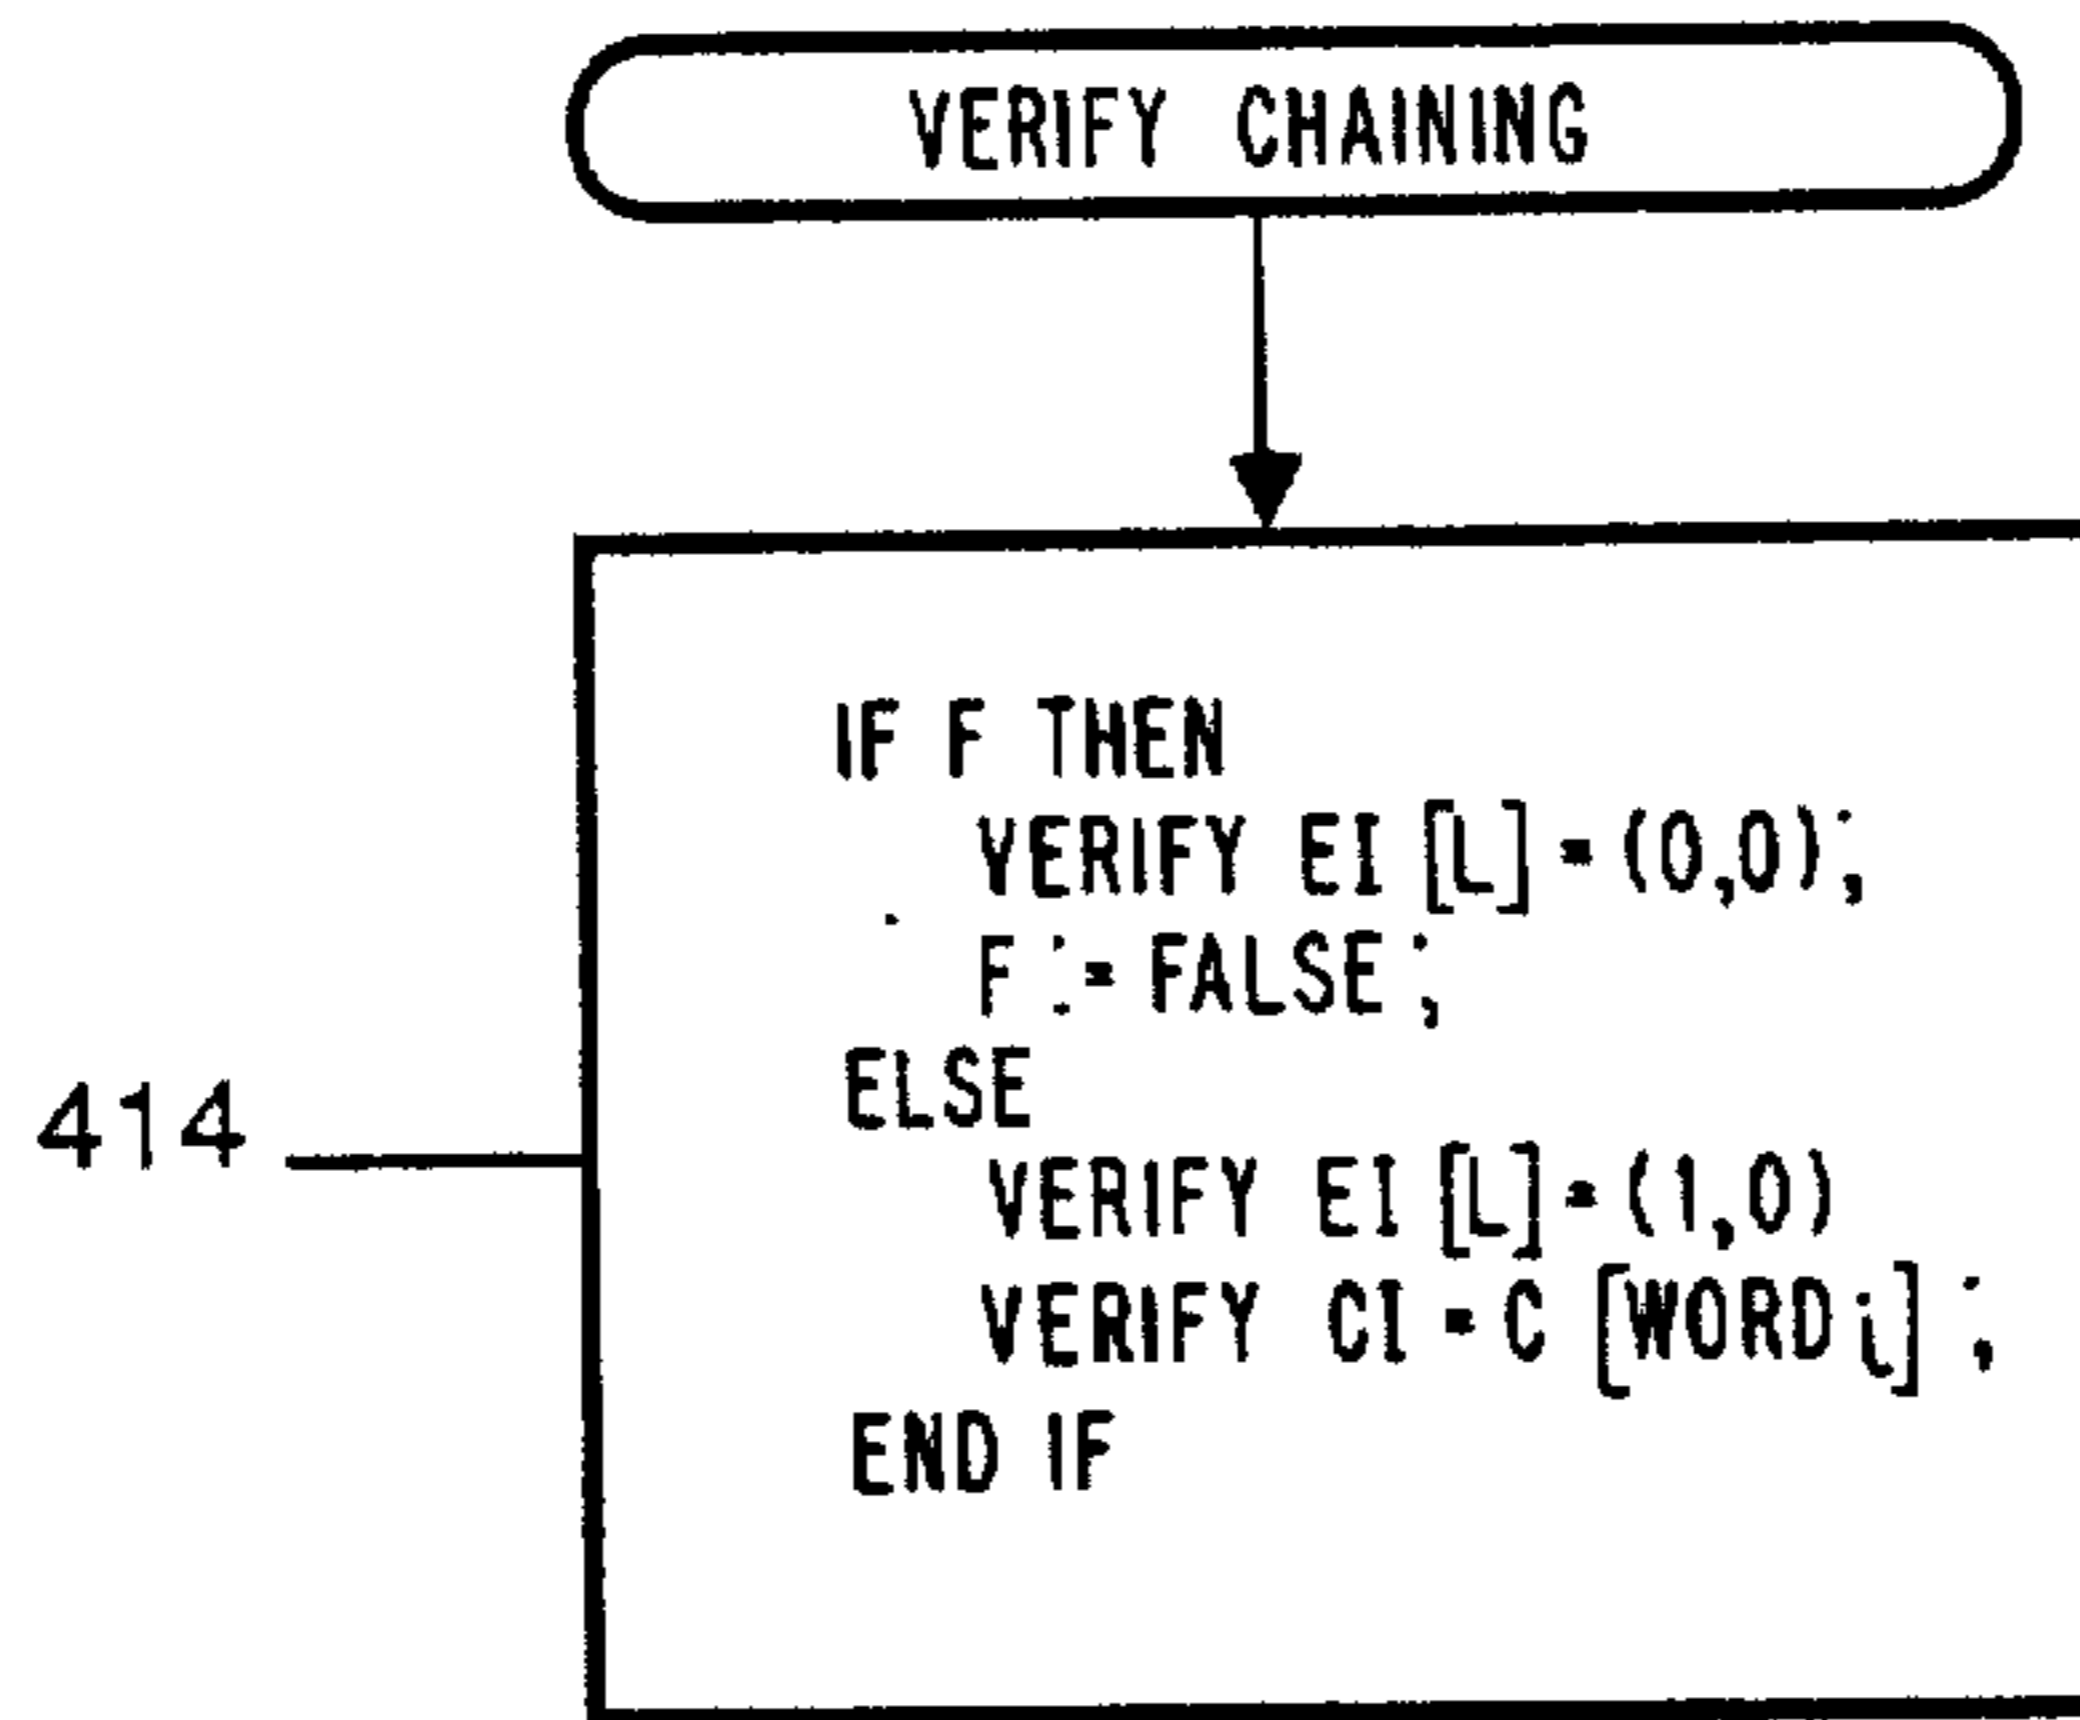 VERIFY CHAINING
IF F THEN
VERIFY EI [L] = (0,0);
F := FALSE;
ELSE
414
VERIFY EI [L] = (1,0)
VERIFY CI = C [WORD i];
END IF